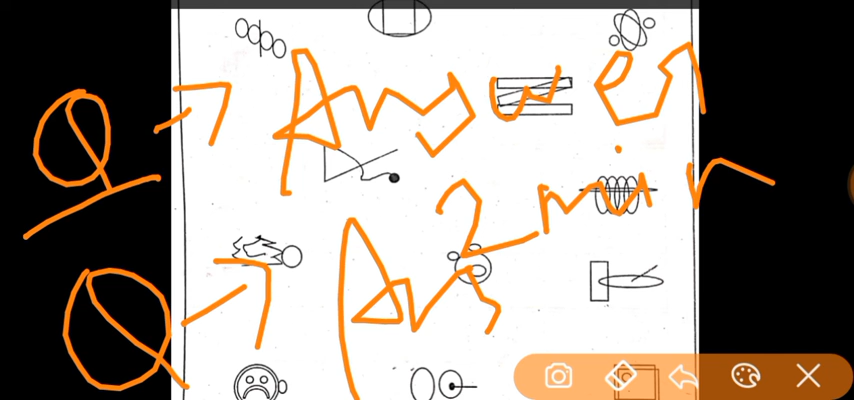 Q → Answer
2 min
Q → Ans